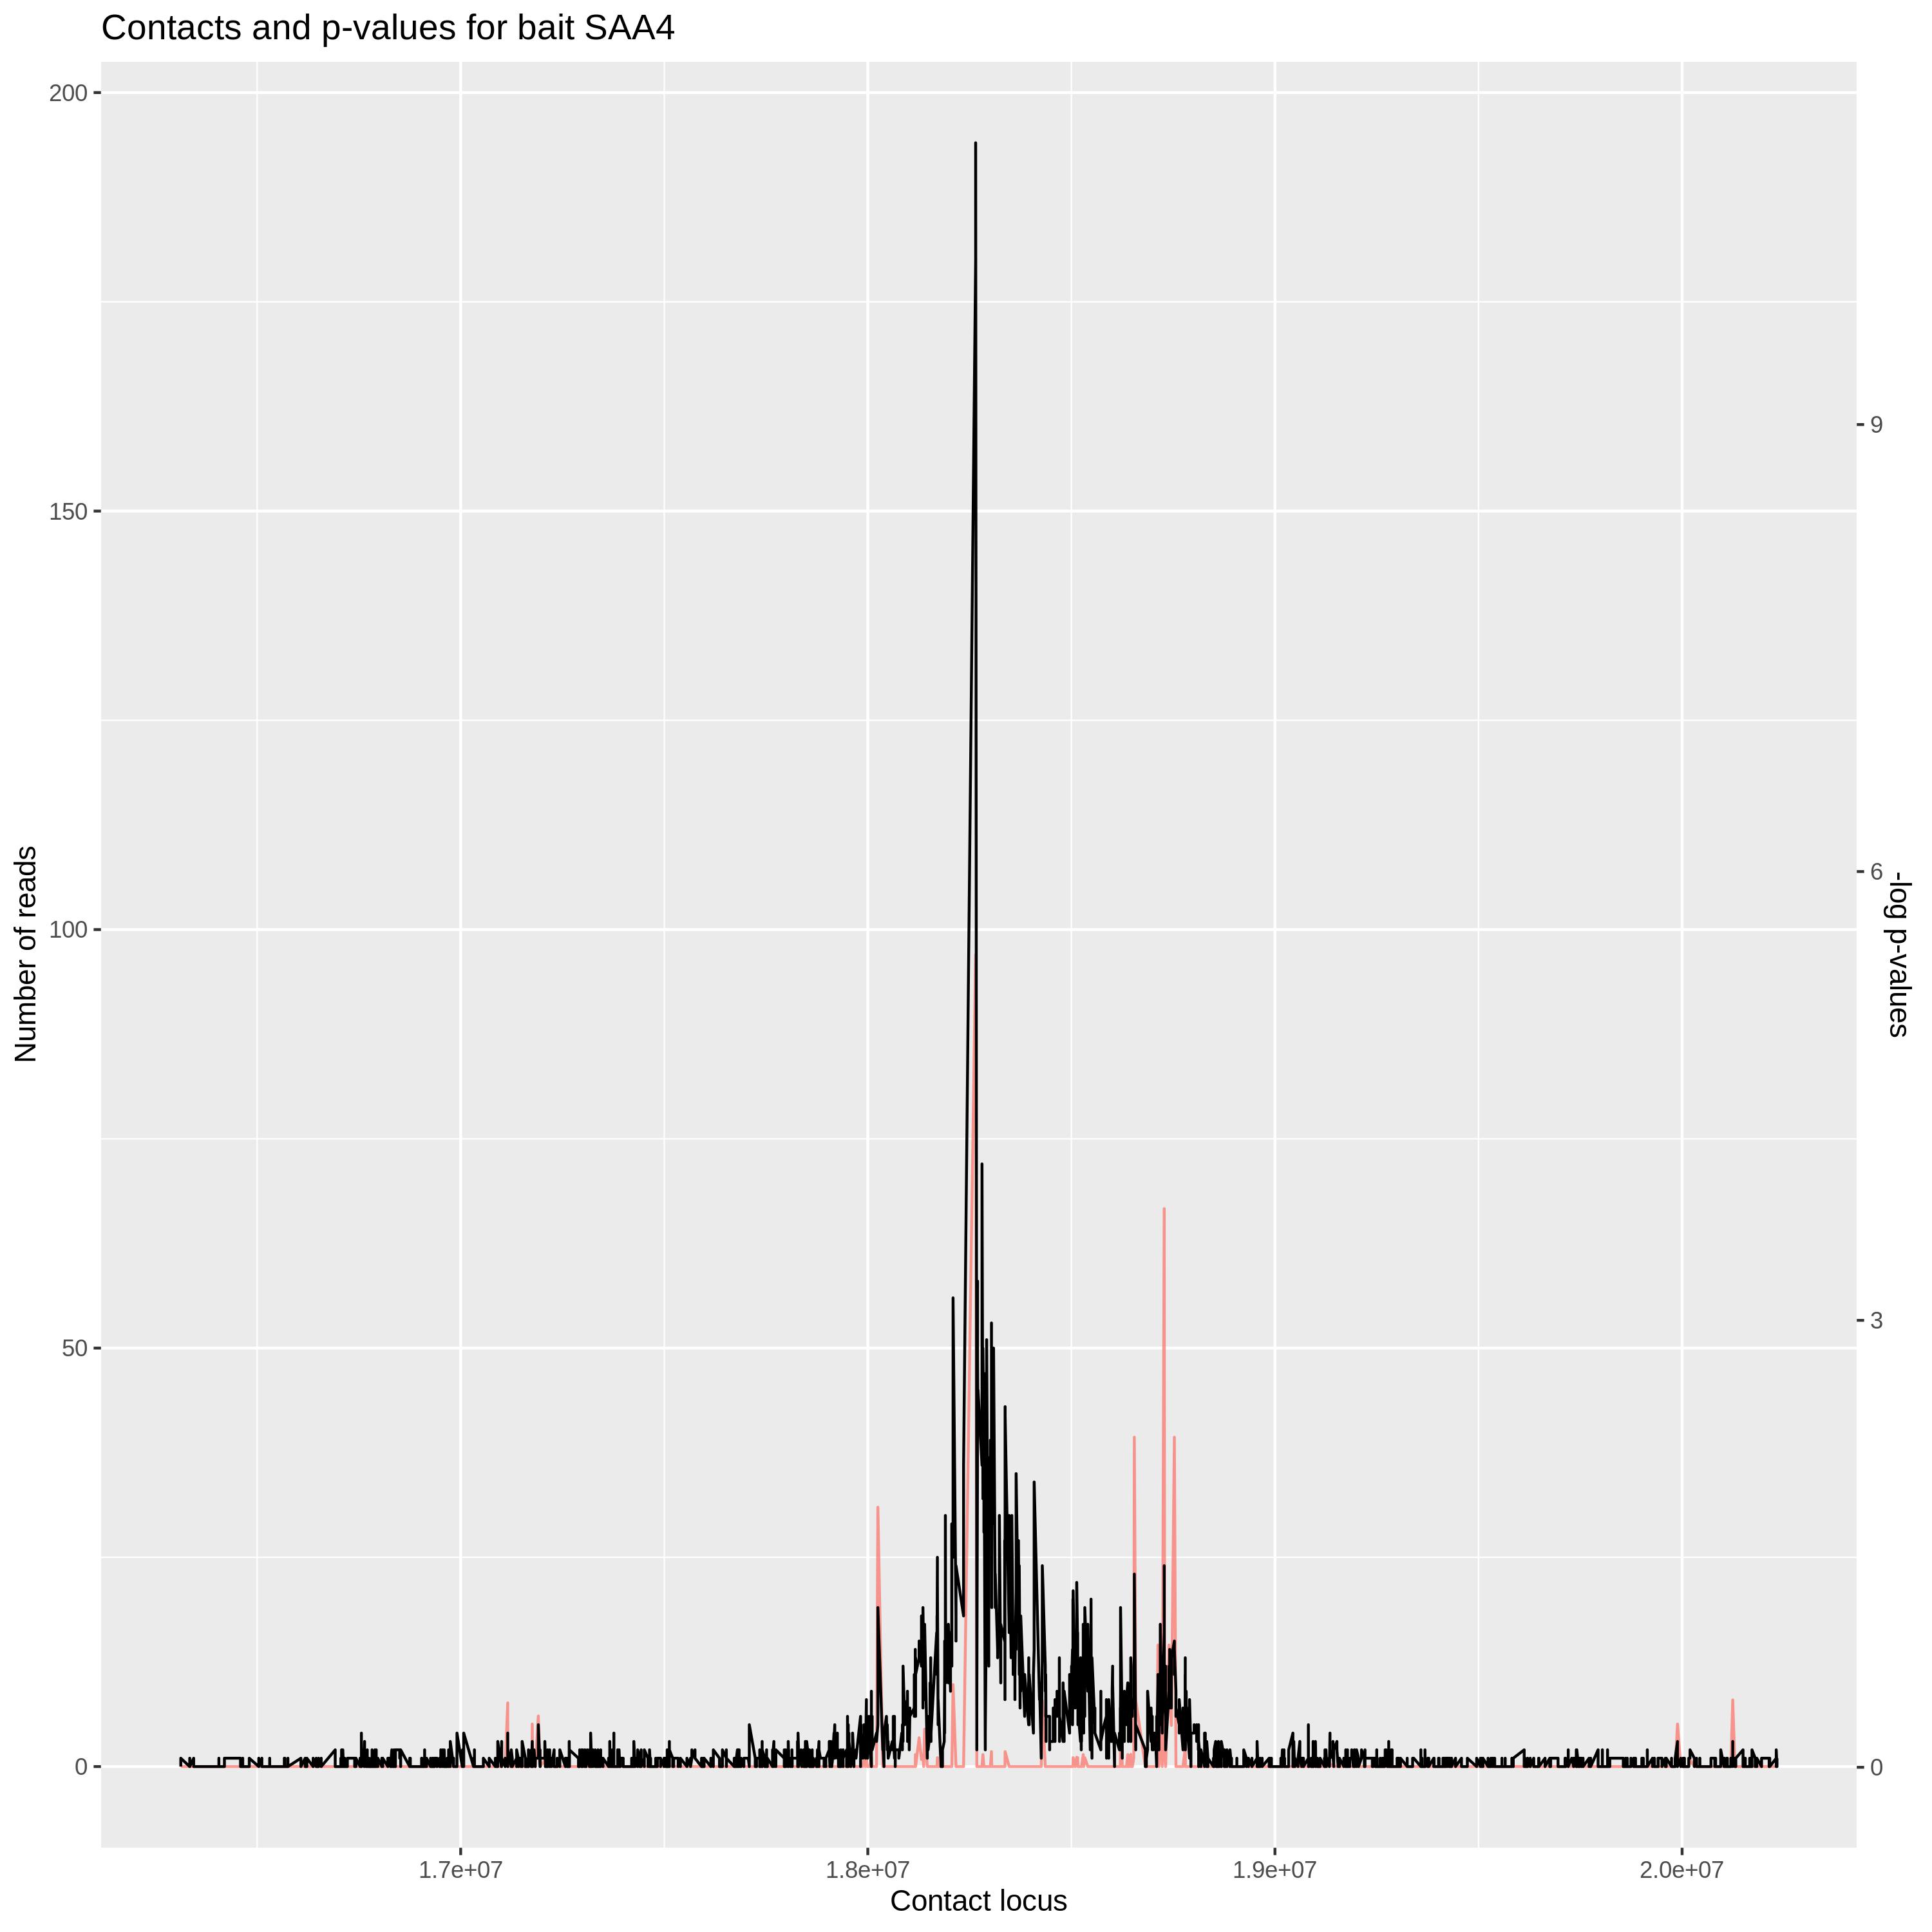 Contacts and p-values for bait SAA4
200
150
100
50
0
Number of reads
9
6
3
0
-log p-values
1.7e+07
1.8e+07
1.9e+07
2.0e+07
Contact locus